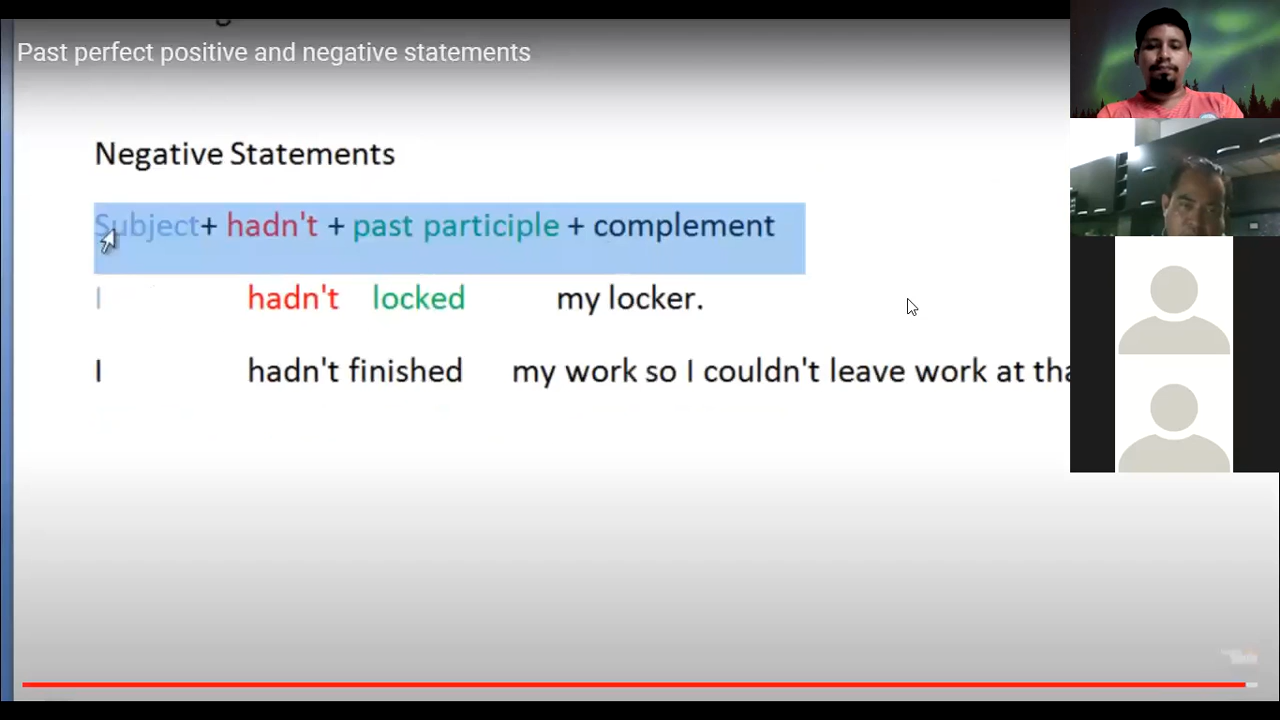 Past perfect positive and negative statements
Negative Statements
Subject+ hadn't + past participle + complement
I hadn't locked my locker.
I hadn't finished my work so I couldn't leave work at tha